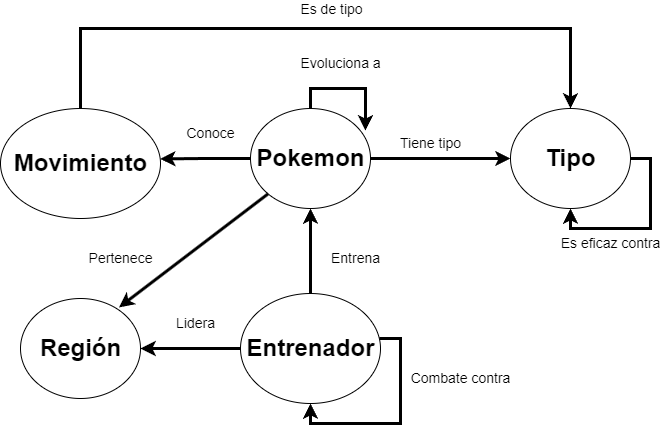 Es de tipo
Evoluciona a
Conoce
Tiene tipo
Movimiento
Pokemon
Tipo
Es eficaz contra
Pertenece
Entrena
Lidera
Región
Entrenador
Combate contra